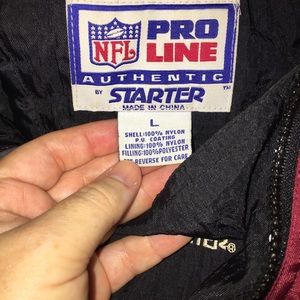 NFL
PRO
LINE
AUTHENTIC
BY STARTER TM
MADE IN CHINA
L
SHELL:100% NYLON
P.U. COATING
LINING:100% NYLON
FILLING:100% POLYESTER
REVERSE FOR CARE
®